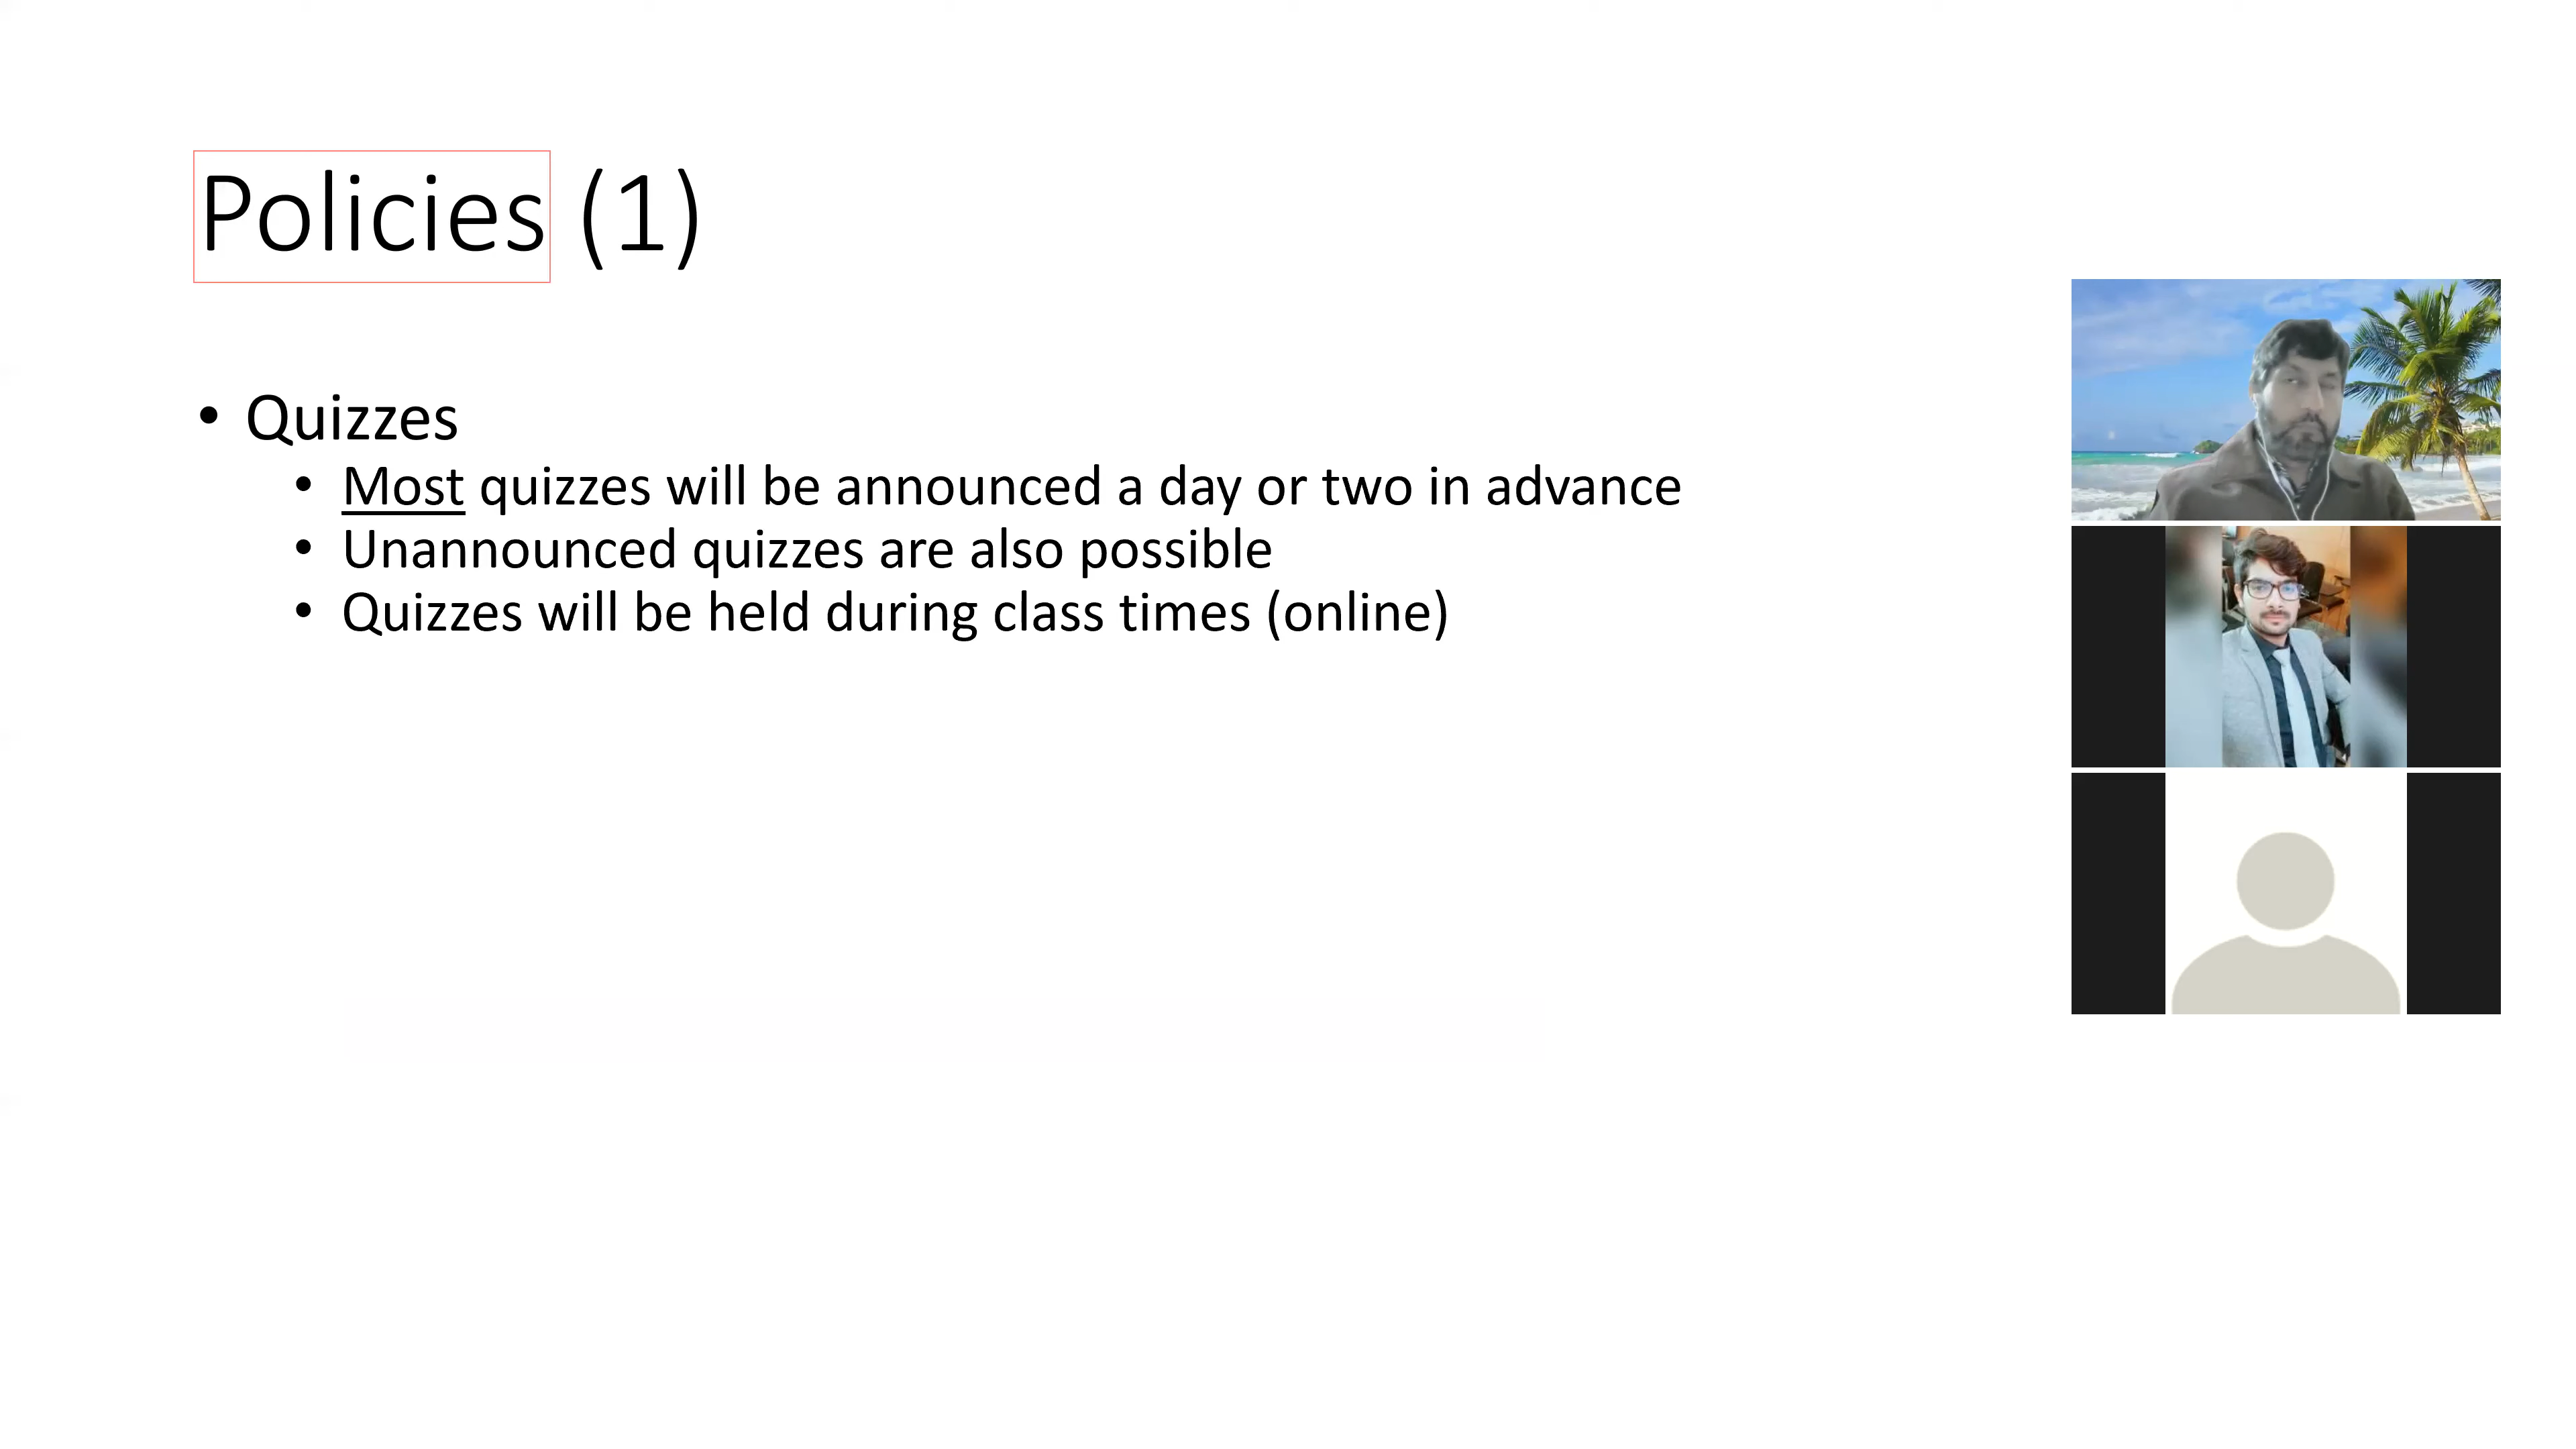 Policies (1)
• Quizzes
• Most quizzes will be announced a day or two in advance
• Unannounced quizzes are also possible
• Quizzes will be held during class times (online)